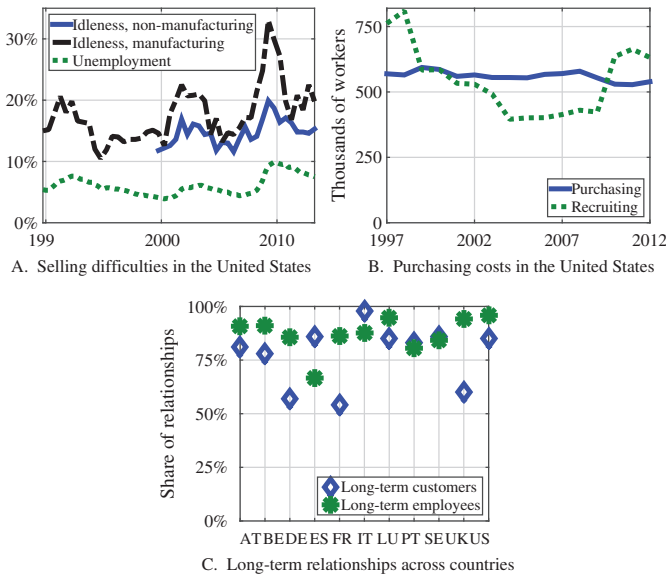 30%
20%
10%
0%
Idleness, non-manufacturing
Idleness, manufacturing
Unemployment
199
2000
2010
A. Selling difficulties in the United States
Thousands of workers
750
500
250
0
Purchasing
Recruiting
1997
2002
2007
2012
B. Purchasing costs in the United States
Share of relationships
100%
75%
50%
25%
0%
Long-term customers
Long-term employees
AT BE DE ES FR IT LU PT SE UK US
C. Long-term relationships across countries